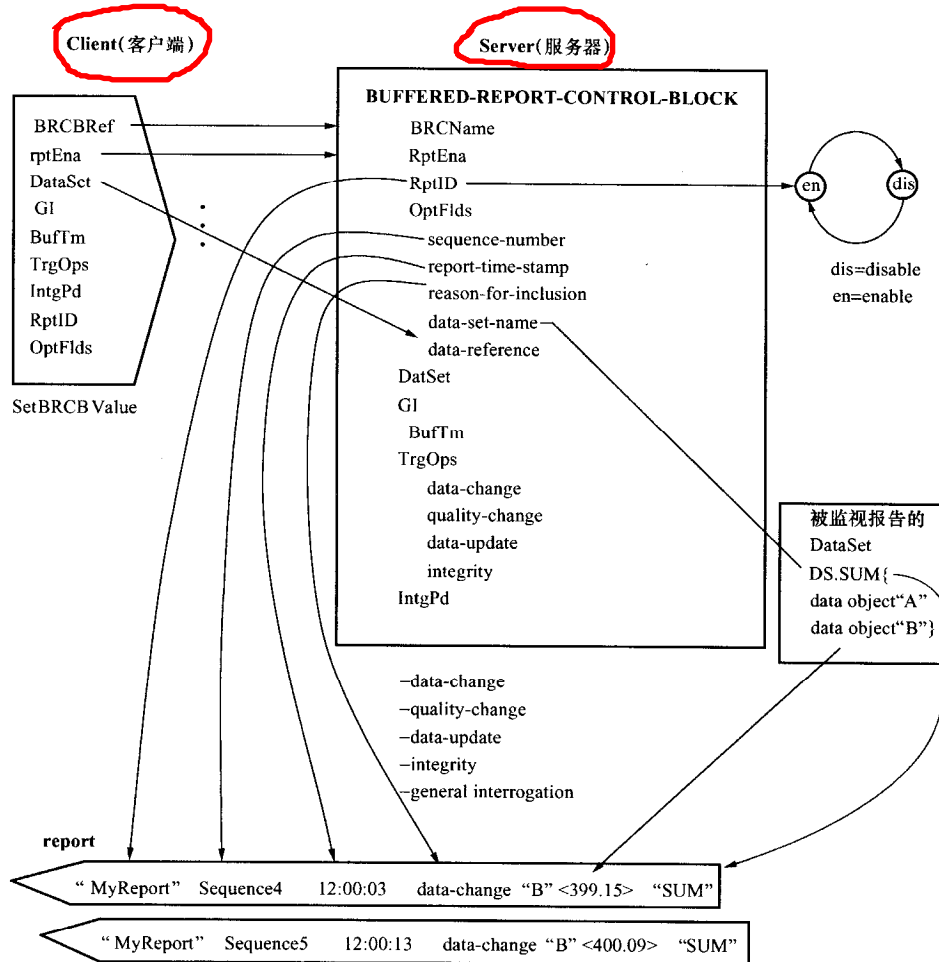 Client(客户端)
Server(服务器)
BRCBRef
rptEna
DataSct
GI
BufTm
TrgOps
IntgPd
RptID
OptFlds
SetBRCB Value
BUFFERED-REPORT-CONTROL-BLOCK
BRCName
RptEna
RptID
OptFlds
sequence-number
report-time-stamp
reason-for-inclusion
data-set-name
data-reference
DatSet
GI
BufTm
TrgOps
data-change
quality-change
data-update
integrity
IntgPd
en
dis
dis=disable
en=enable
被监视报告的
DataSet
DS.SUM{
data object“A”
data object“B”}
–data-change
–quality-change
–data-update
–integrity
–general interrogation
report
“ MyReport” Sequence4 12:00:03 data-change “B” <399.15> “SUM”
“ MyReport” Sequence5 12:00:13 data-change “B” <400.09> “SUM”